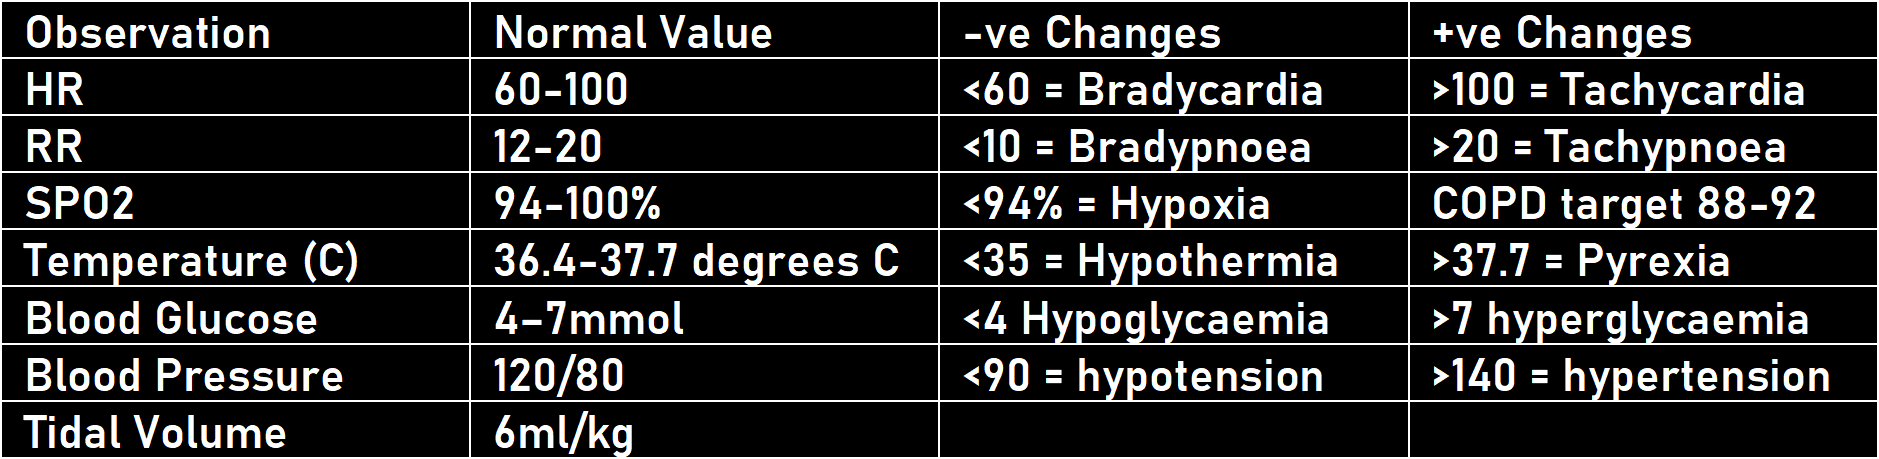 Observation Normal Value -ve Changes +ve Changes
HR 60-100 <60 = Bradycardia >100 = Tachycardia
RR 12-20 <10 = Bradypnoea >20 = Tachypnoea
SPO2 94-100% <94% = Hypoxia COPD target 88-92
Temperature (C) 36.4-37.7 degrees C <35 = Hypothermia >37.7 = Pyrexia
Blood Glucose 4–7mmol <4 Hypoglycaemia >7 hyperglycaemia
Blood Pressure 120/80 <90 = hypotension >140 = hypertension
Tidal Volume 6ml/kg